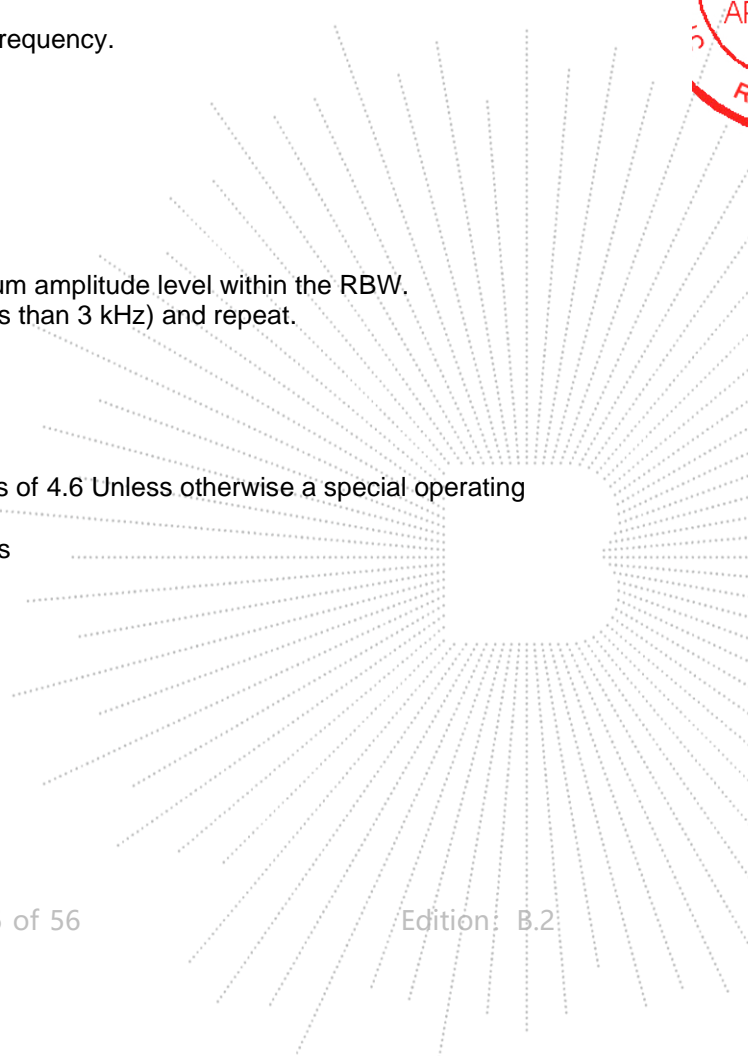 requency.
um amplitude level within the RBW.
s than 3 kHz) and repeat.
s of 4.6 Unless otherwise a special operating
s
of 56 Edition: B.2